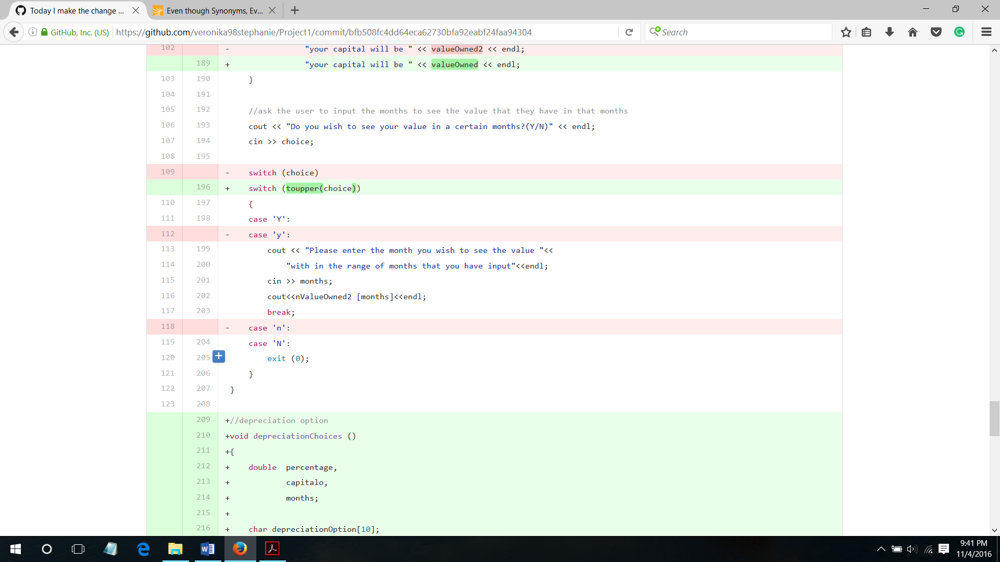 Today I make the change ...
Even though Synonyms, Ev...
GitHub, Inc. (US) https://github.com/veronika98stephanie/Project1/commit/bfb508fc4dd64eca62730bfa92eabf24faa94304 Search
102 - "your capital will be " << valueOwned2 << endl;
189 + "your capital will be " << valueOwned << endl;
103 190 }
104 191
105 192 //ask the user to input the months to see the value that they have in that months
106 193 cout << "Do you wish to see your value in a certain months?(Y/N)" << endl;
107 194 cin >> choice;
108 195
109 - switch (choice)
196 + switch (toupper(choice))
110 197 {
111 198 case 'Y':
112 - case 'y':
113 199 cout << "Please enter the month you wish to see the value "<<
114 200 "with in the range of months that you have input"<<endl;
115 201 cin >> months;
116 202 cout<<nValueOwned2 [months]<<endl;
117 203 break;
118 - case 'n':
119 204 case 'N':
120 205 exit (0);
121 206 }
122 207 }
123 208
209 +//depreciation option
210 +void depreciationChoices ()
211 +{
212 + double percentage,
213 + capitalo,
214 + months;
215 +
216 + char depreciationOption[10];
9:41 PM
11/4/2016